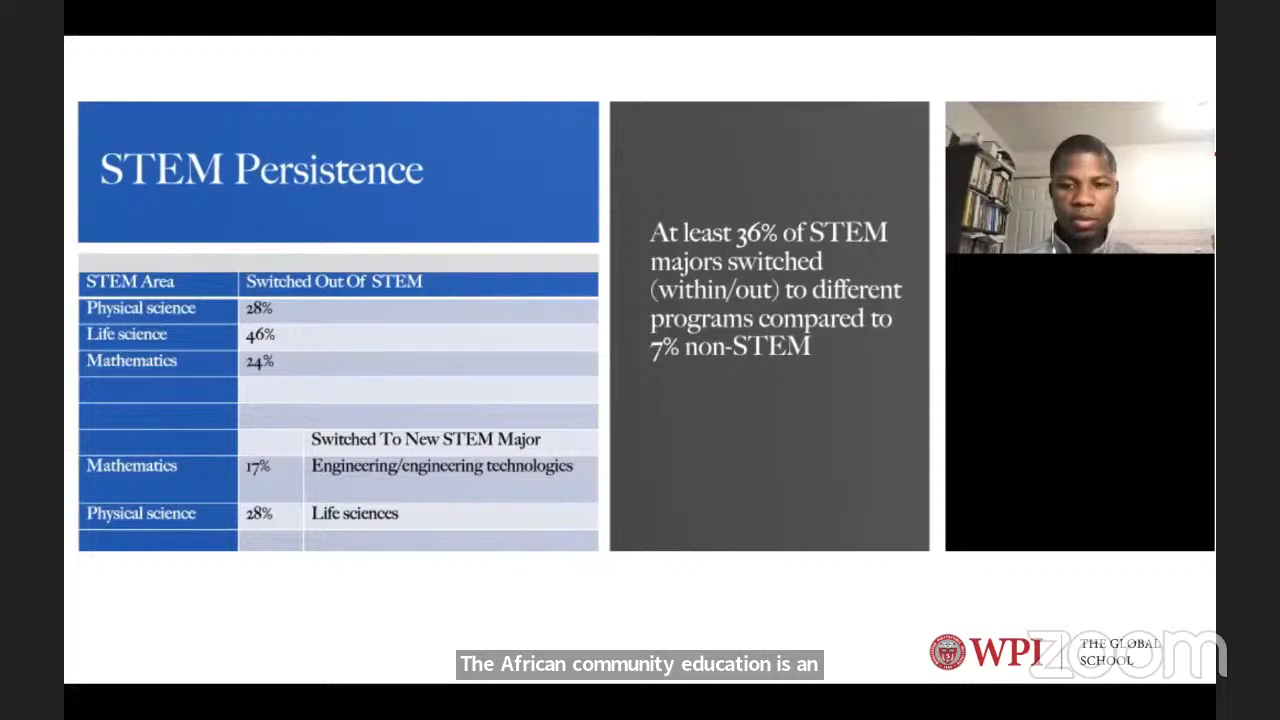 STEM Persistence
STEM Area Switched Out Of STEM
Physical science 28%
Life science 46%
Mathematics 24%
Switched To New STEM Major
Mathematics 17% Engineering/engineering technologies
Physical science 28% Life sciences
At least 36% of STEM
majors switched
(within/out) to different
programs compared to
7% non-STEM
WPI
THE GLOBAL
SCHOOL
zoom
The African community education is an